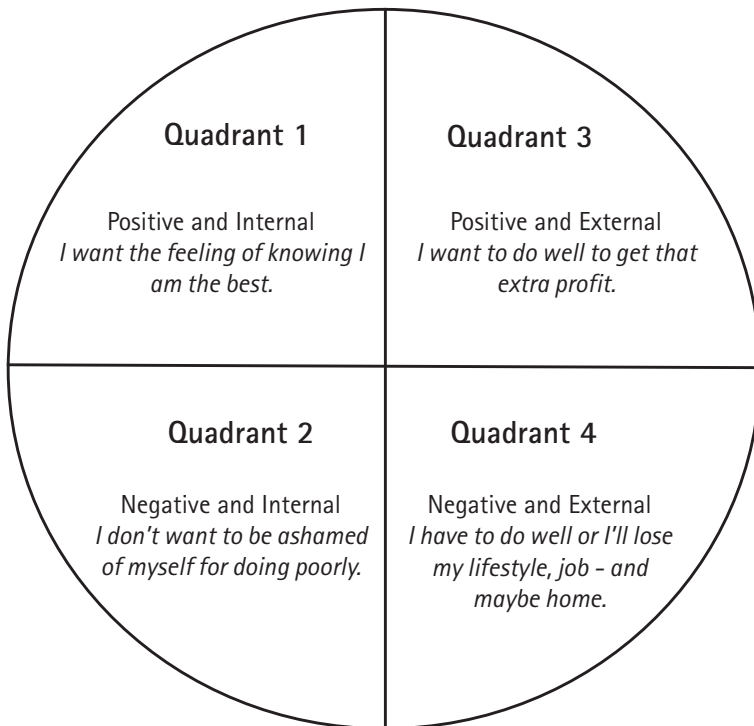 Quadrant 1
Positive and Internal
I want the feeling of knowing I
am the best.
Quadrant 3
Positive and External
I want to do well to get that
extra profit.
Quadrant 2
Negative and Internal
I don't want to be ashamed
of myself for doing poorly.
Quadrant 4
Negative and External
I have to do well or I'll lose
my lifestyle, job - and
maybe home.